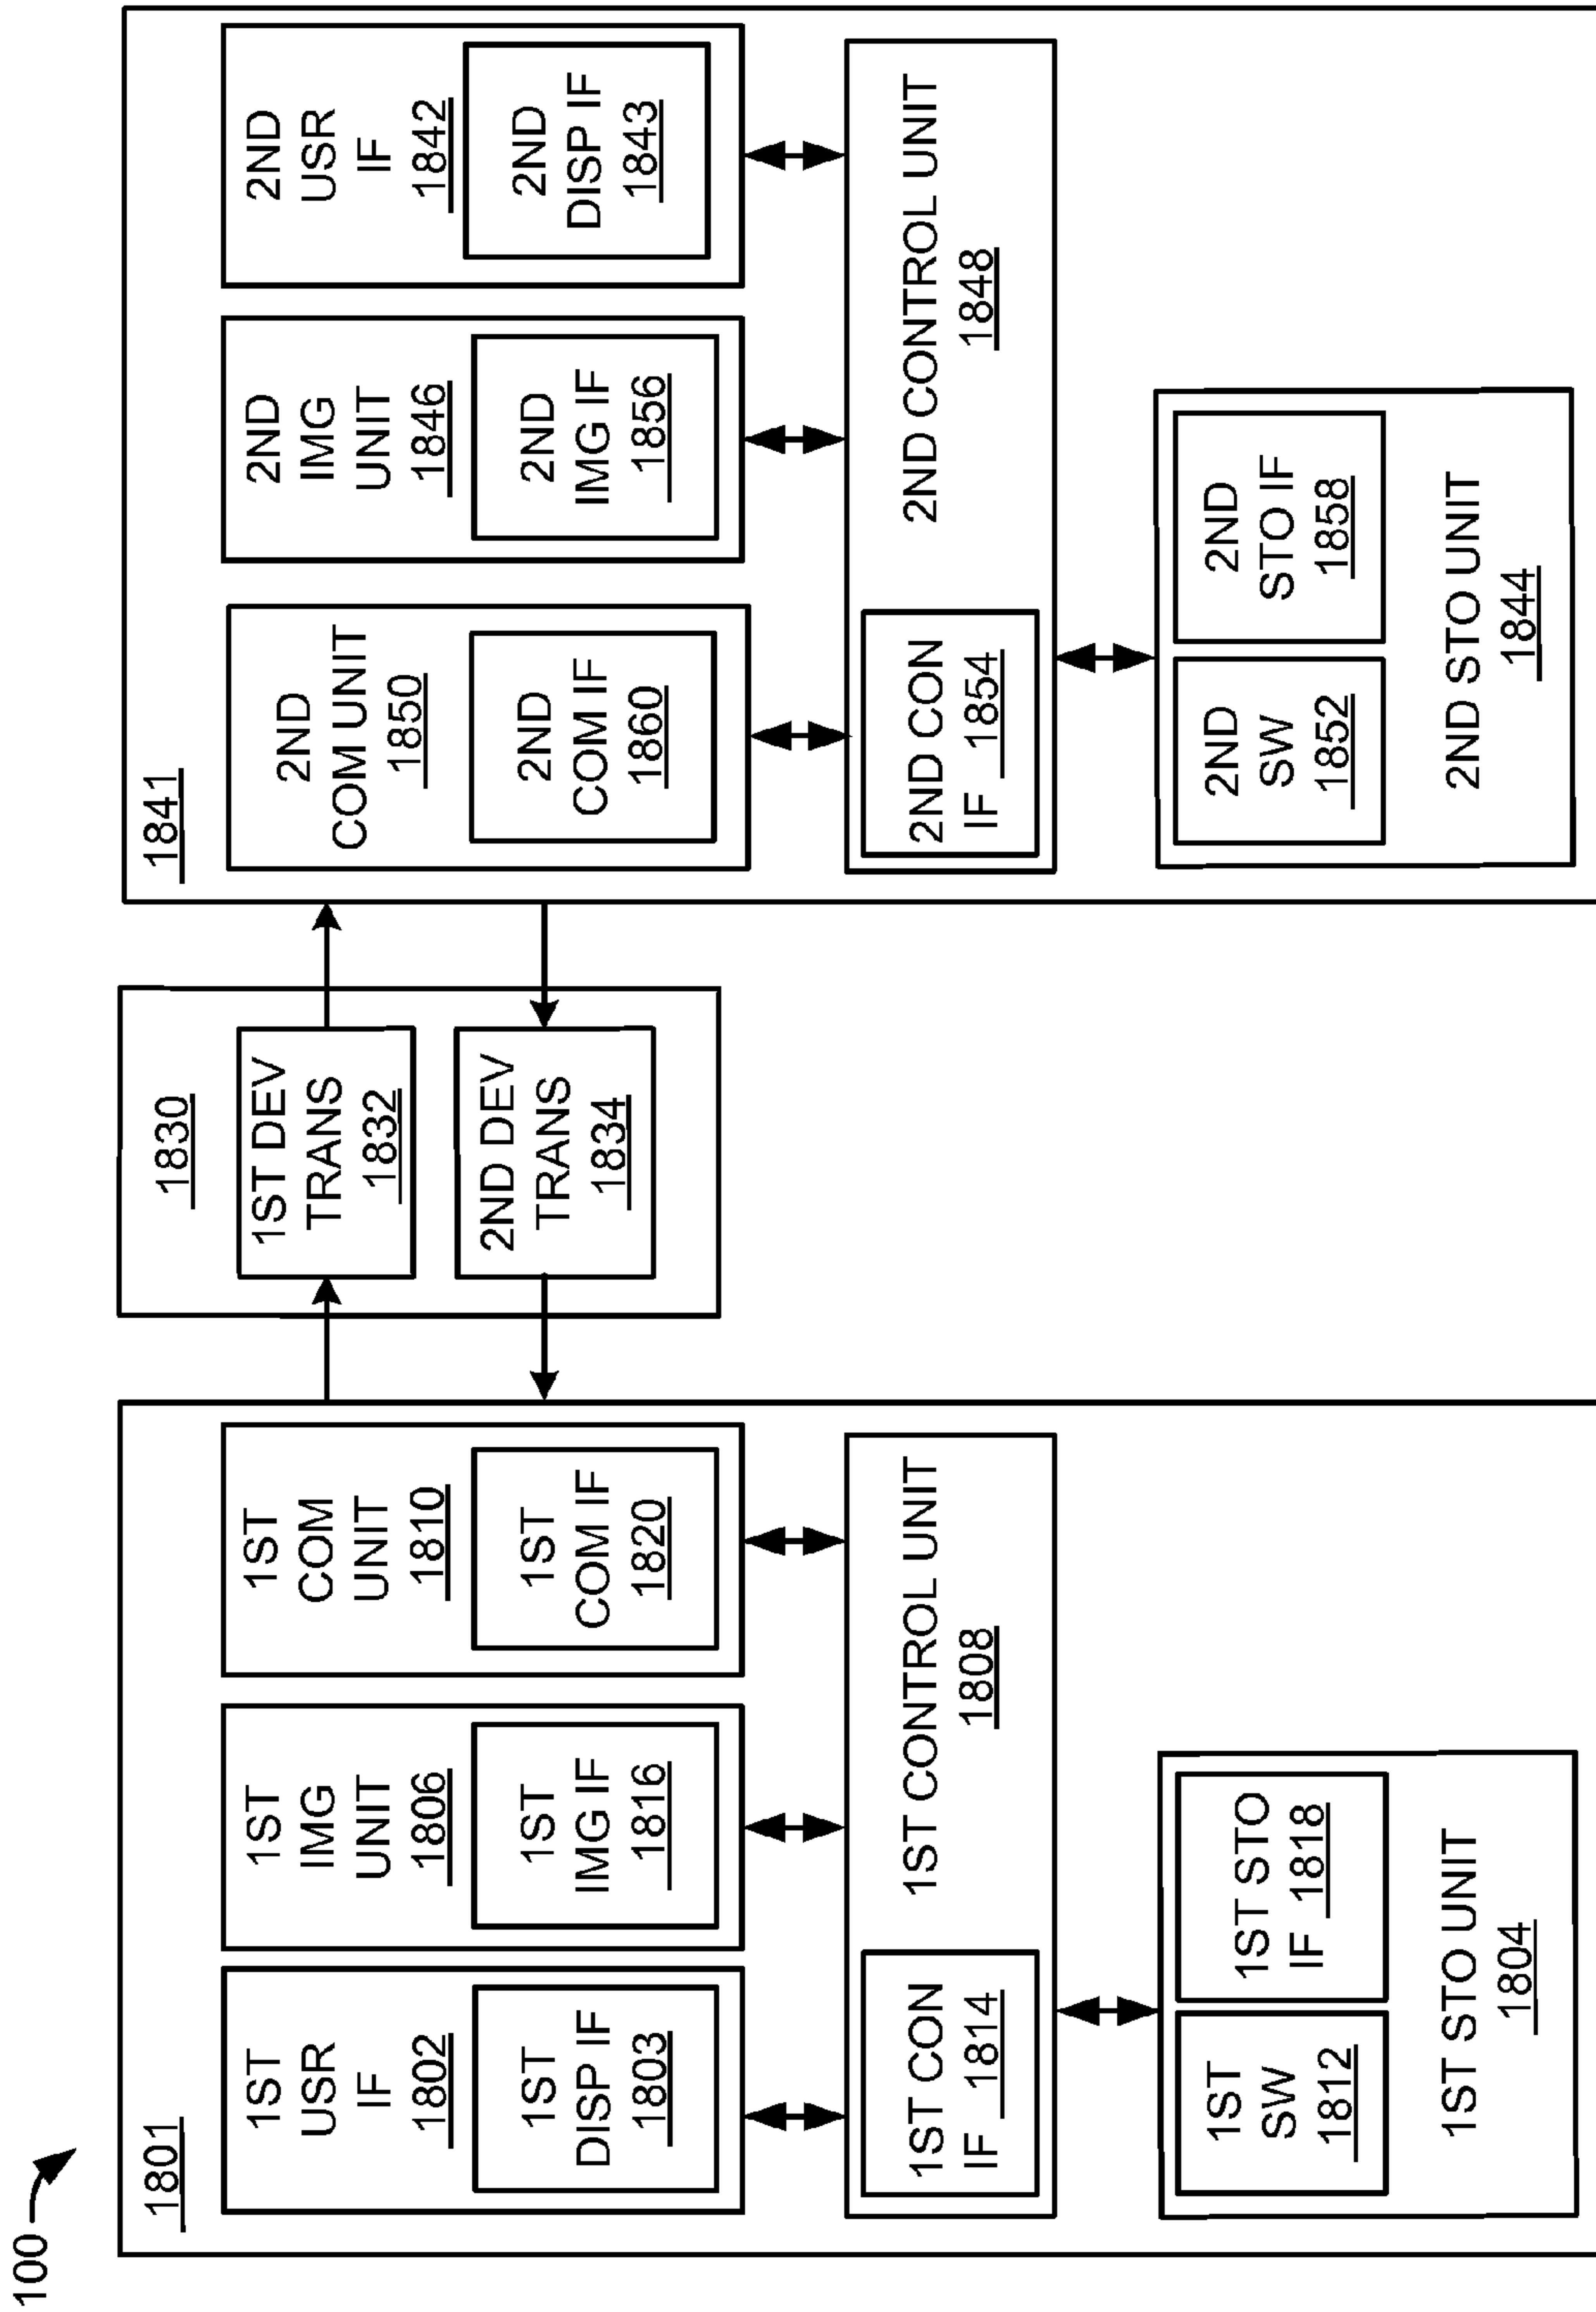 100
1801
1ST
USR
IF
1802
1ST
DISP IF
1803
1ST
IMG
UNIT
1806
1ST
IMG IF
1816
1ST
COM
UNIT
1810
1ST
COM IF
1820
1ST CONTROL UNIT
1808
1ST CON
IF 1814
1ST
SW
1812
1ST STO
IF 1818
1ST STO UNIT
1804
1830
1ST DEV
TRANS
1832
2ND DEV
TRANS
1834
1841
2ND
COM UNIT
1850
2ND
COM IF
1860
2ND
IMG
UNIT
1846
2ND
IMG IF
1856
2ND
USR
IF
1842
2ND
DISP IF
1843
2ND CONTROL UNIT
1848
2ND CON
IF 1854
2ND
SW
1852
2ND
STO IF
1858
2ND STO UNIT
1844